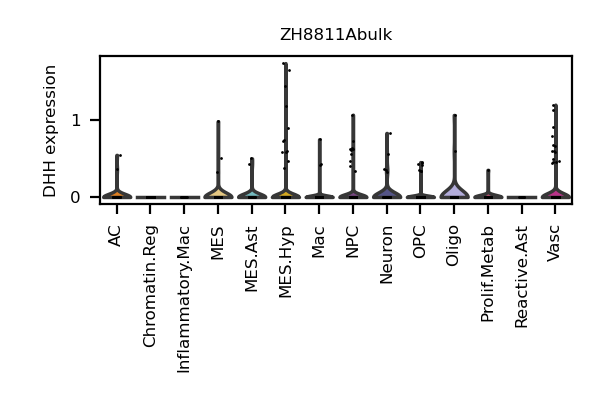 ZH8811Abulk
DHH expression
1
0
AC
Chromatin.Reg
Inflammatory.Mac
MES
MES.Ast
MES.Hyp
Mac
NPC
Neuron
OPC
Oligo
Prolif.Metab
Reactive.Ast
Vasc